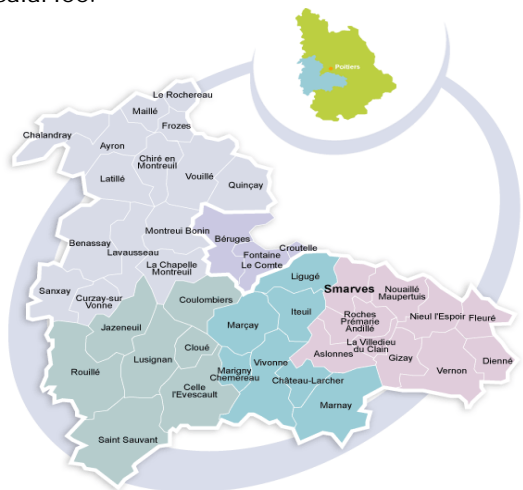 Poitiers
Le Rochereau
Maillé
Frozes
Chalandray
Ayron
Chiré en
Montreuil
Latillé
Vouillé
Quinçay
Montreui Bonin
Béruges
Benassay
Lavausseau
Fontaine
Le Comte
Croutelle
La Chapelle
Montreuil
Ligugé
Sanxay
Curzay-sur
Vonne
Coulombiers
Smarves
Nouaillé
Maupertuis
Iteuil
Roches
Prémarie
Andillé
Nieul l'Espoir
Fleuré
Jazeneuil
Marçay
La Villedieu
du Clain
Cloué
Aslonnes
Gizay
Lusignan
Vivonne
Dienné
Rouillé
Marigny
Chemereau
Vernon
Château-Larcher
Celle
l'Evescault
Marnay
Saint Sauvant